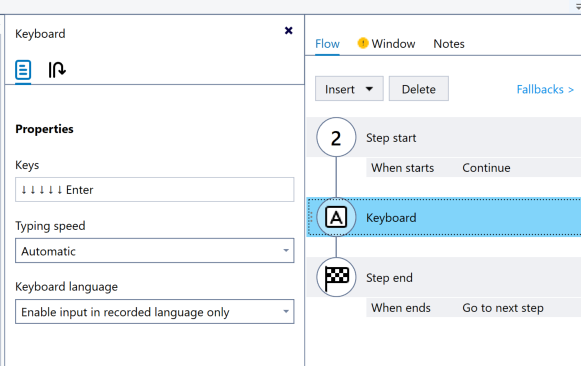 Keyboard
Properties
Keys
↓ ↓ ↓ ↓ ↓ Enter
Typing speed
Automatic
Keyboard language
Enable input in recorded language only
Flow Window Notes
Insert Delete Fallbacks >
2 Step start
When starts Continue
A Keyboard
Step end
When ends Go to next step